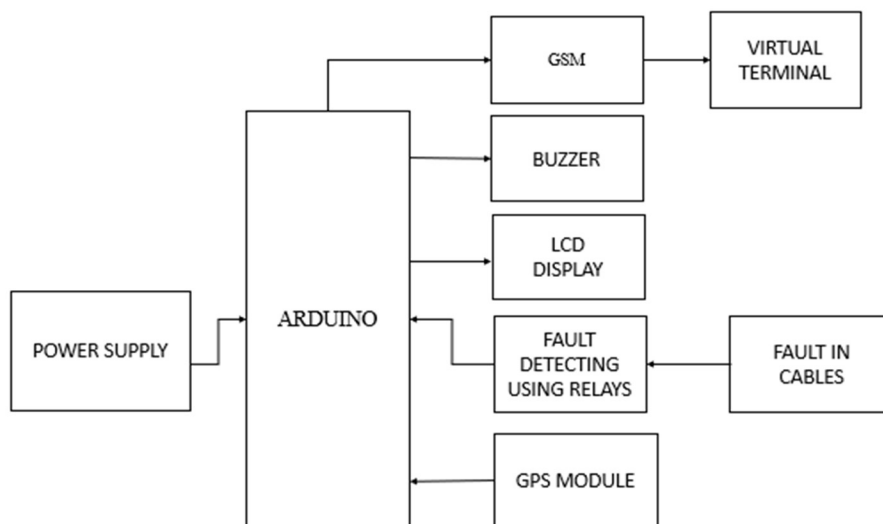 GSM
VIRTUAL
TERMINAL
BUZZER
LCD
DISPLAY
POWER SUPPLY
ARDUINO
FAULT
DETECTING
USING RELAYS
FAULT IN
CABLES
GPS MODULE